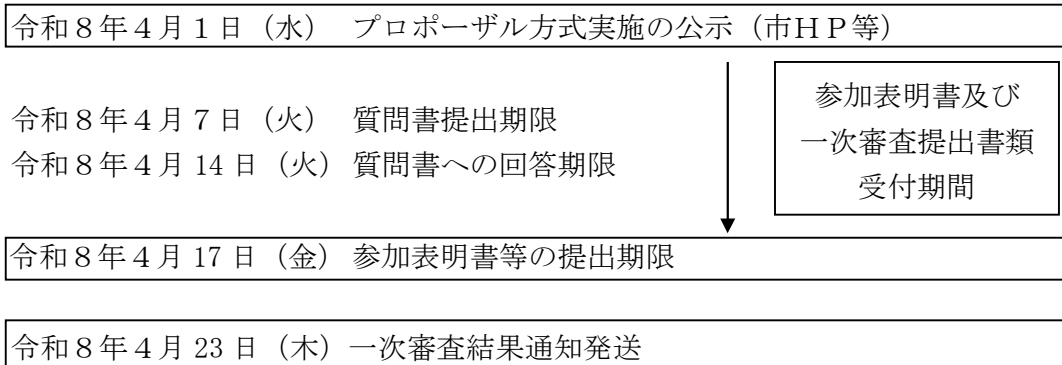 令和８年４月１日（水） プロポーザル方式実施の公示（市ＨＰ等）
参加表明書及び
一次審査提出書類
受付期間
令和８年４月７日（火） 質問書提出期限
令和８年４月 14 日（火） 質問書への回答期限
令和８年４月 17 日（金） 参加表明書等の提出期限
令和８年４月 23 日（木）一次審査結果通知発送